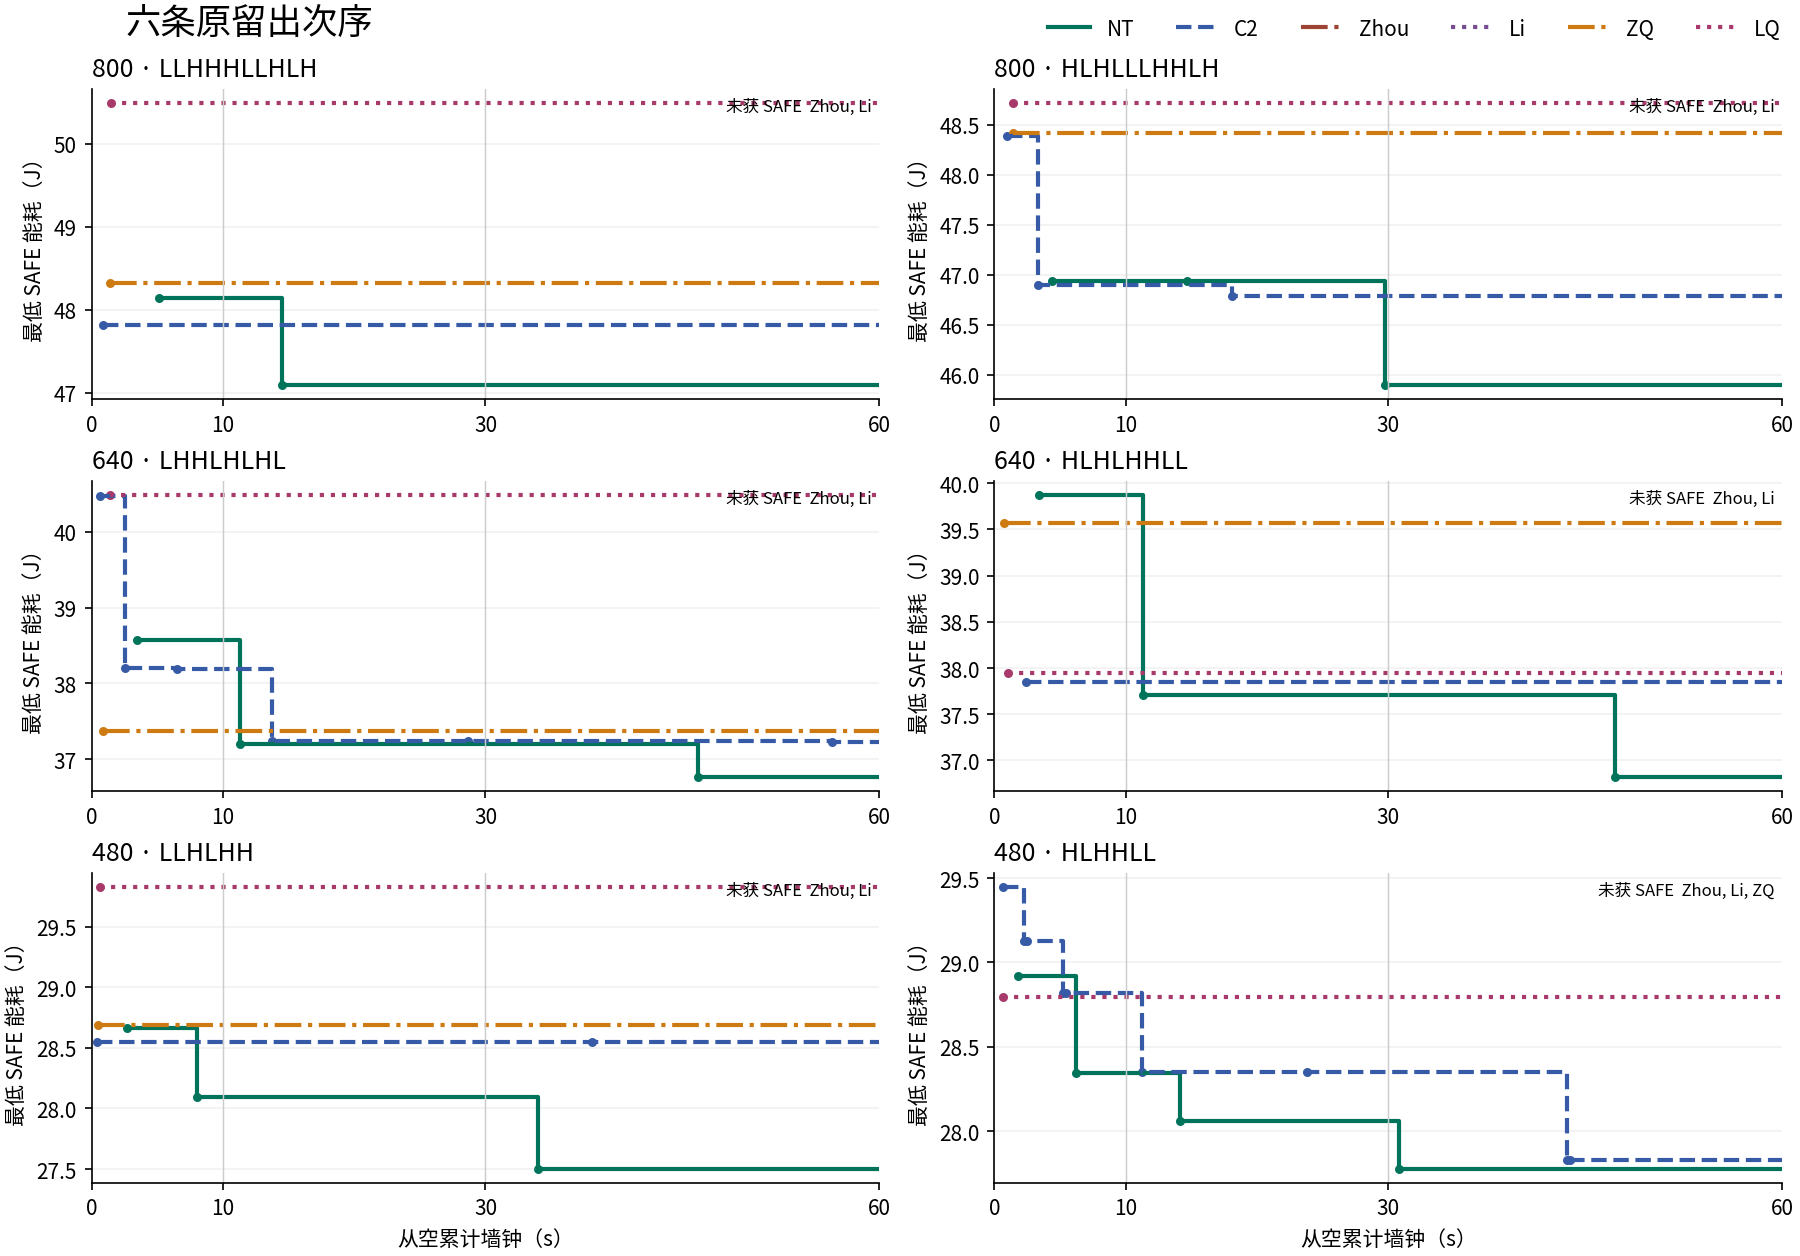 六条原留出次序
NT C2 Zhou Li ZQ LQ
800 · LLHHHLLHLH
未获 SAFE Zhou, Li
最低 SAFE 能耗（J）
50
49
48
47
0 10 30 60
800 · HLHLLLHHLH
未获 SAFE Zhou, Li
最低 SAFE 能耗（J）
48.5
48.0
47.5
47.0
46.5
46.0
0 10 30 60
640 · LHHLHLHL
未获 SAFE Zhou, Li
最低 SAFE 能耗（J）
40
39
38
37
0 10 30 60
640 · HLHLHHLL
未获 SAFE Zhou, Li
最低 SAFE 能耗（J）
40.0
39.5
39.0
38.5
38.0
37.5
37.0
0 10 30 60
480 · LLHLHH
未获 SAFE Zhou, Li
最低 SAFE 能耗（J）
29.5
29.0
28.5
28.0
27.5
0 10 30 60
从空累计墙钟（s）
480 · HLHHLL
未获 SAFE Zhou, Li, ZQ
最低 SAFE 能耗（J）
29.5
29.0
28.5
28.0
0 10 30 60
从空累计墙钟（s）